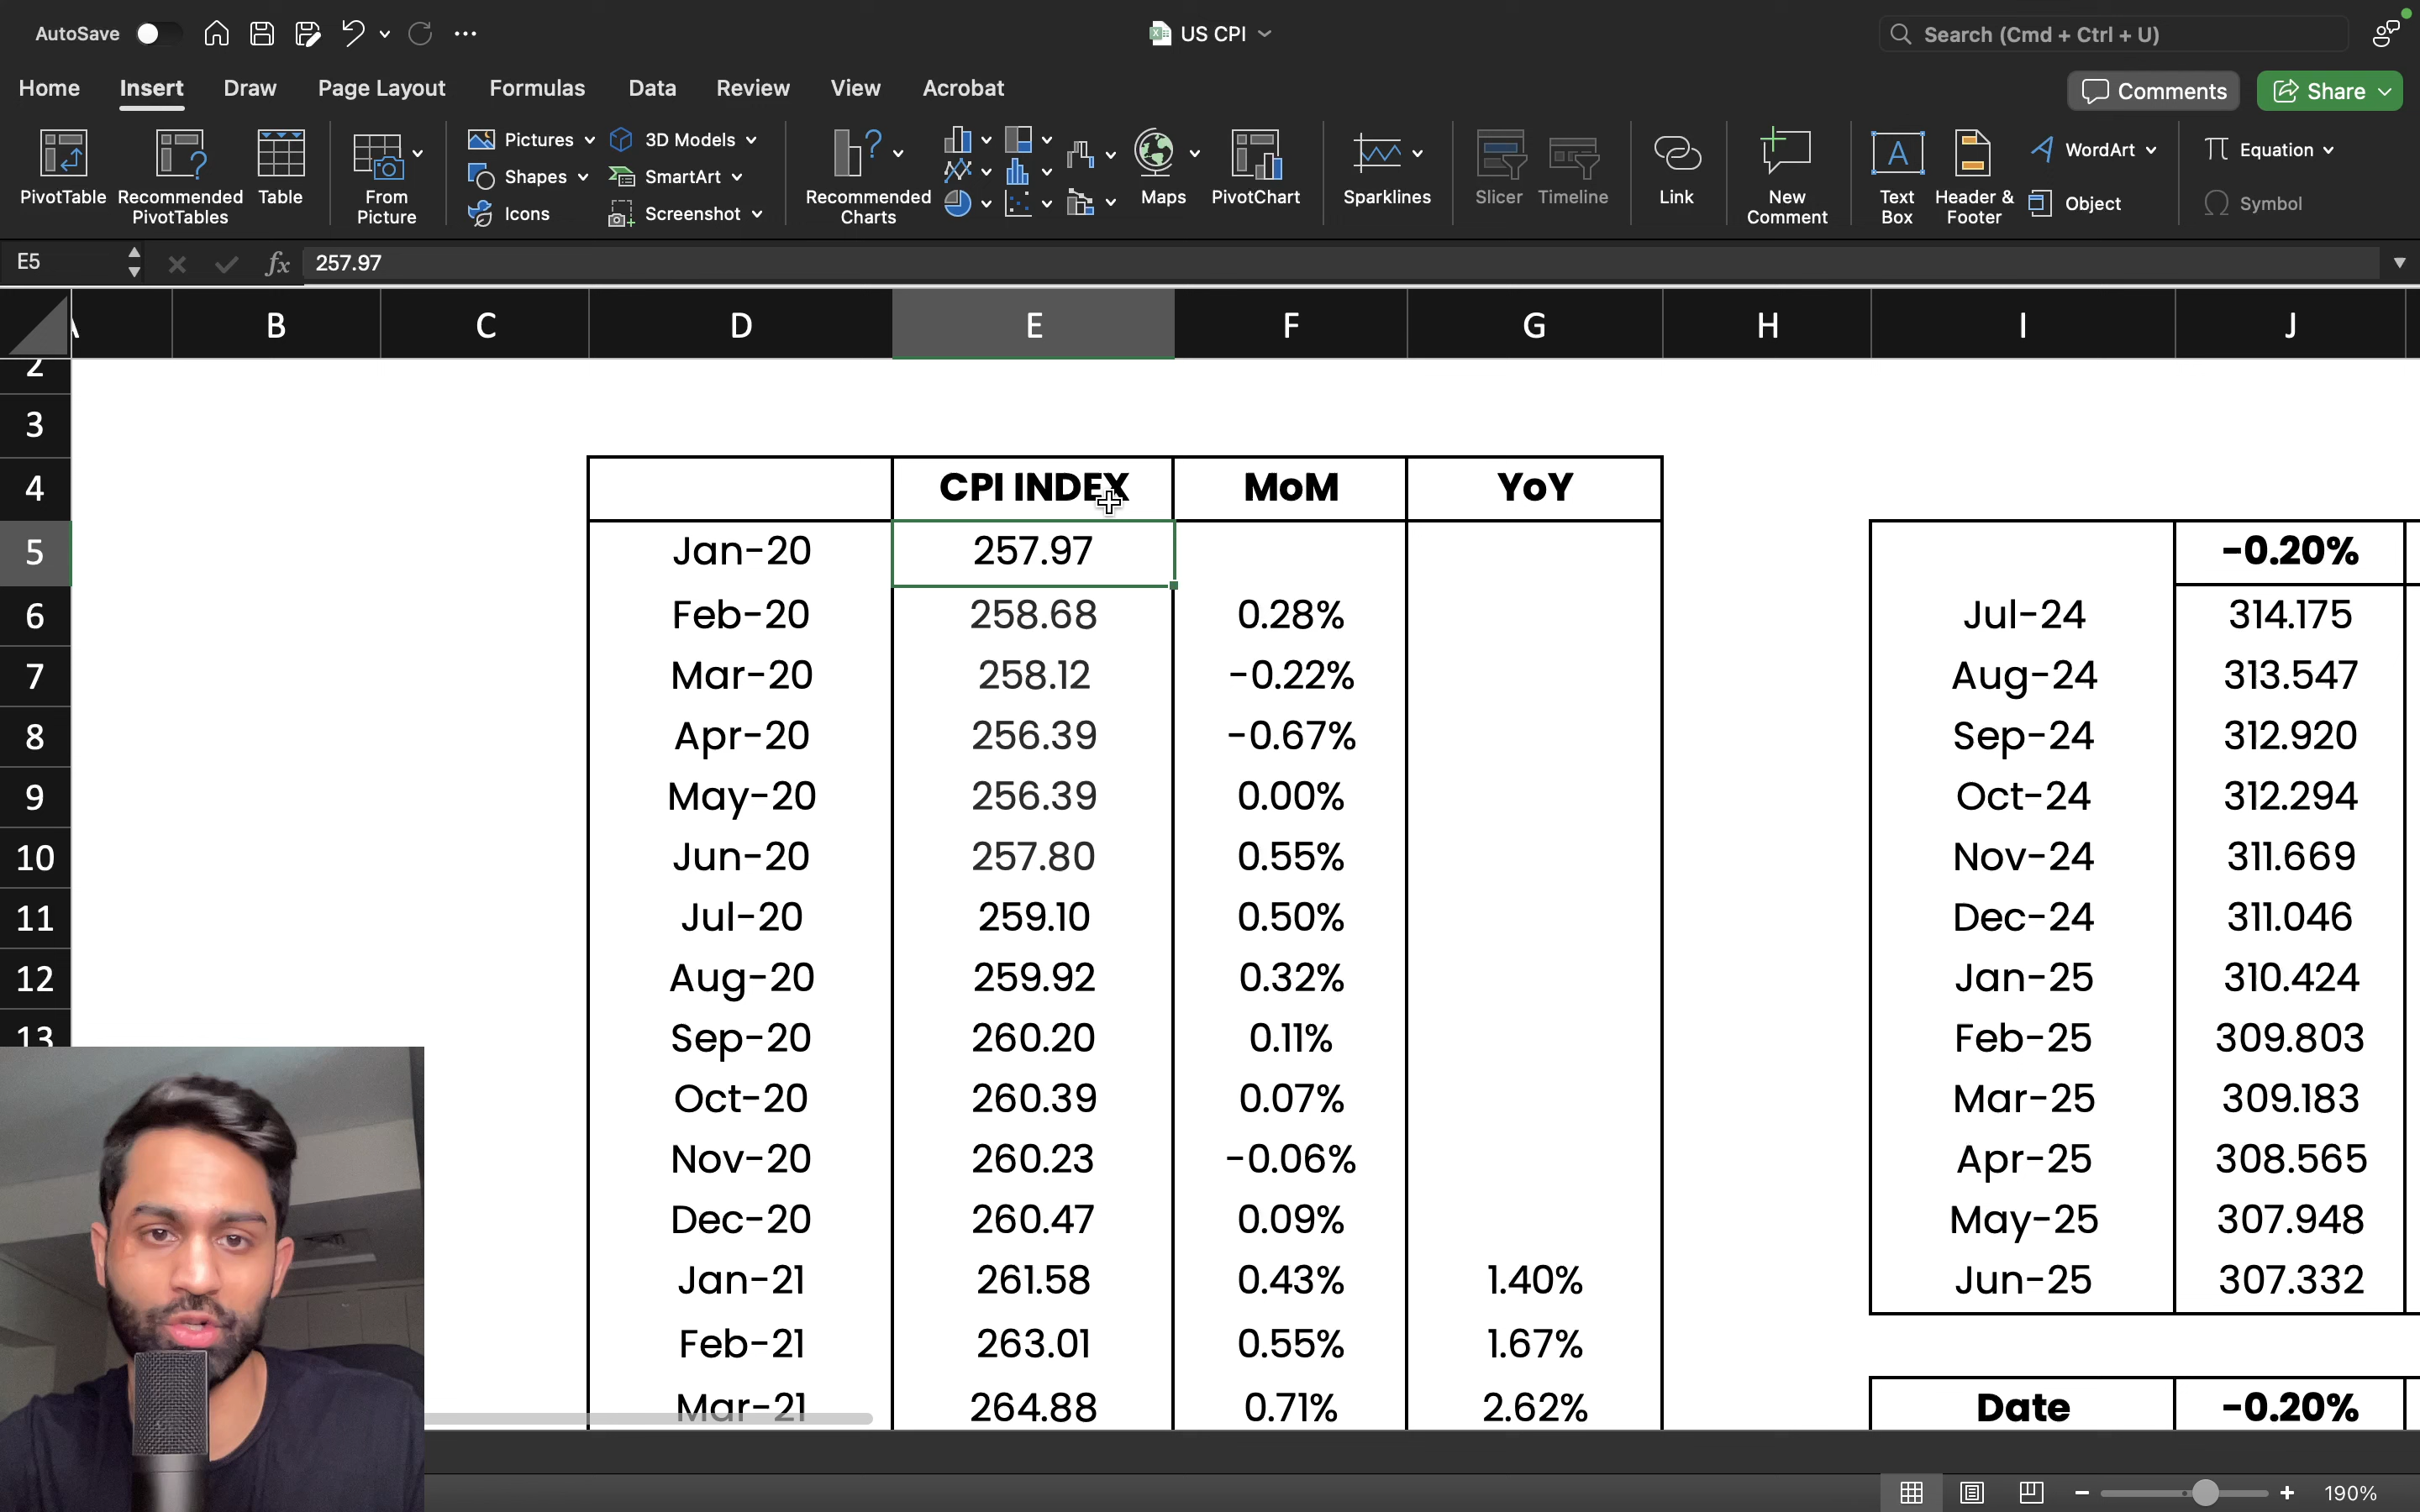 AutoSave
US CPI
Search (Cmd + Ctrl + U)
Home Insert Draw Page Layout Formulas Data Review View Acrobat
Comments Share
PivotTable
Recommended PivotTables
Table
From Picture
Pictures
Shapes
Icons
3D Models
SmartArt
Screenshot
Recommended Charts
Maps
PivotChart
Sparklines
Slicer
Timeline
Link
New Comment
Text Box
Header & Footer
WordArt
Object
Equation
Symbol
E5 fx 257.97
A B C D E F G H I J
2
3
4 CPI INDEX MoM YoY
5 Jan-20 257.97 -0.20%
6 Feb-20 258.68 0.28% Jul-24 314.175
7 Mar-20 258.12 -0.22% Aug-24 313.547
8 Apr-20 256.39 -0.67% Sep-24 312.920
9 May-20 256.39 0.00% Oct-24 312.294
10 Jun-20 257.80 0.55% Nov-24 311.669
11 Jul-20 259.10 0.50% Dec-24 311.046
12 Aug-20 259.92 0.32% Jan-25 310.424
13 Sep-20 260.20 0.11% Feb-25 309.803
Oct-20 260.39 0.07% Mar-25 309.183
Nov-20 260.23 -0.06% Apr-25 308.565
Dec-20 260.47 0.09% May-25 307.948
Jan-21 261.58 0.43% 1.40% Jun-25 307.332
Feb-21 263.01 0.55% 1.67%
Mar-21 264.88 0.71% 2.62% Date -0.20%
190%